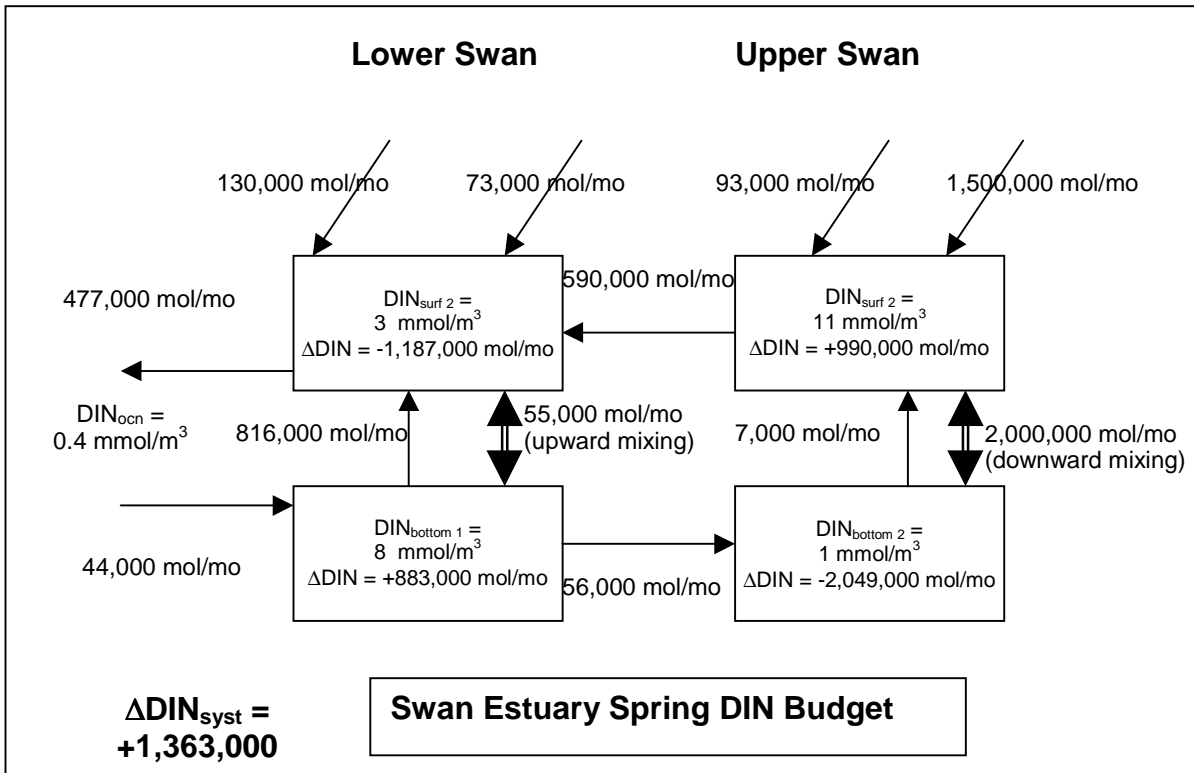 Lower Swan
Upper Swan
130,000 mol/mo
73,000 mol/mo
93,000 mol/mo
1,500,000 mol/mo
477,000 mol/mo
DINsurf 2 =
3 mmol/m3
ΔDIN = -1,187,000 mol/mo
590,000 mol/mo
DINsurf 2 =
11 mmol/m3
ΔDIN = +990,000 mol/mo
DINocn =
0.4 mmol/m3
816,000 mol/mo
55,000 mol/mo
(upward mixing)
7,000 mol/mo
2,000,000 mol/mo
(downward mixing)
44,000 mol/mo
DINbottom 1 =
8 mmol/m3
ΔDIN = +883,000 mol/mo
56,000 mol/mo
DINbottom 2 =
1 mmol/m3
ΔDIN = -2,049,000 mol/mo
ΔDINsyst =
+1,363,000
Swan Estuary Spring DIN Budget